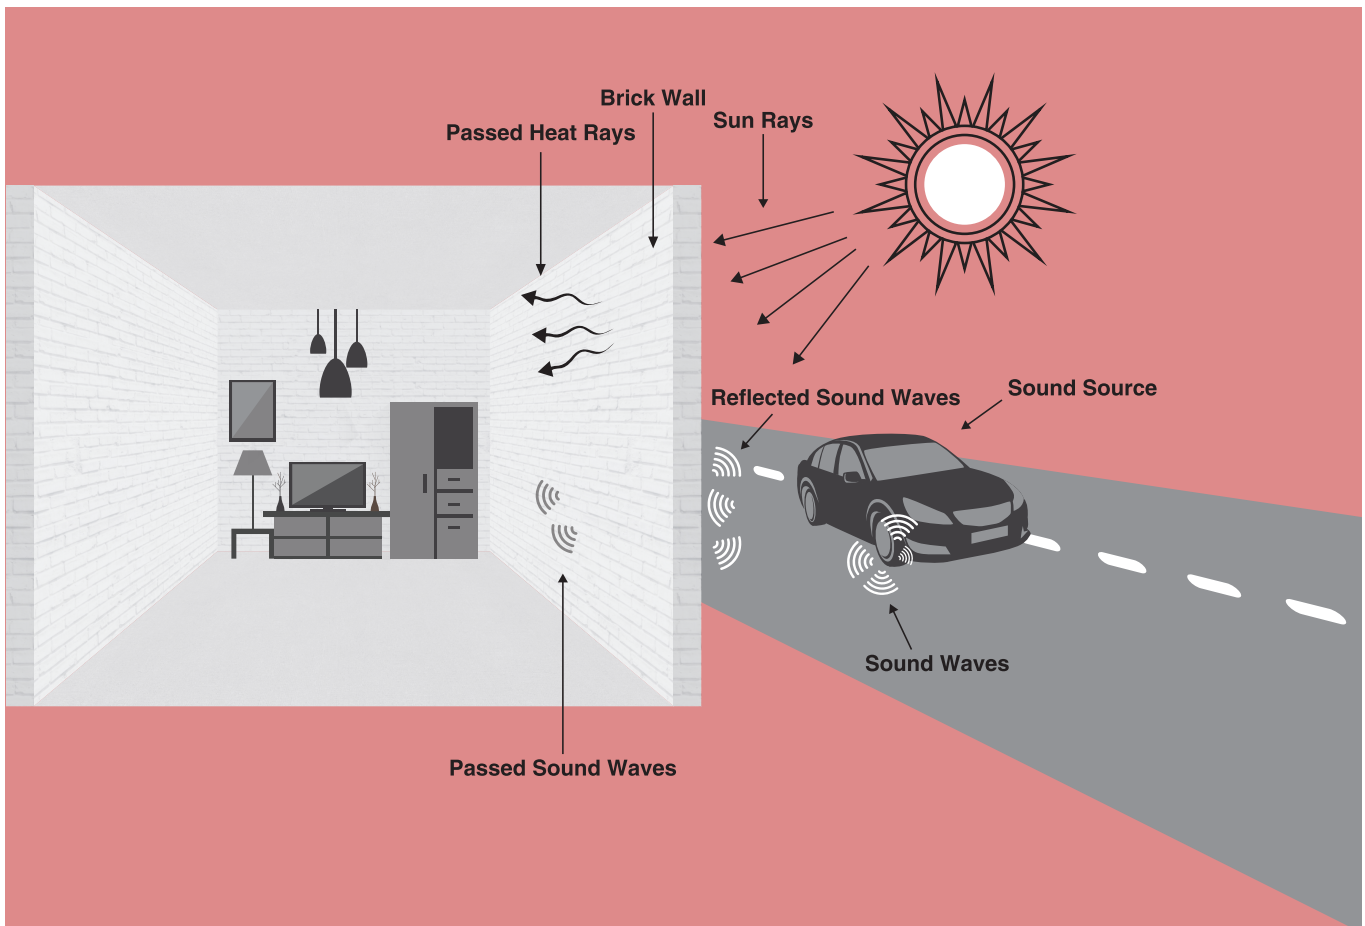 Brick Wall
Sun Rays
Passed Heat Rays
Sound Source
Reflected Sound Waves
Sound Waves
Passed Sound Waves